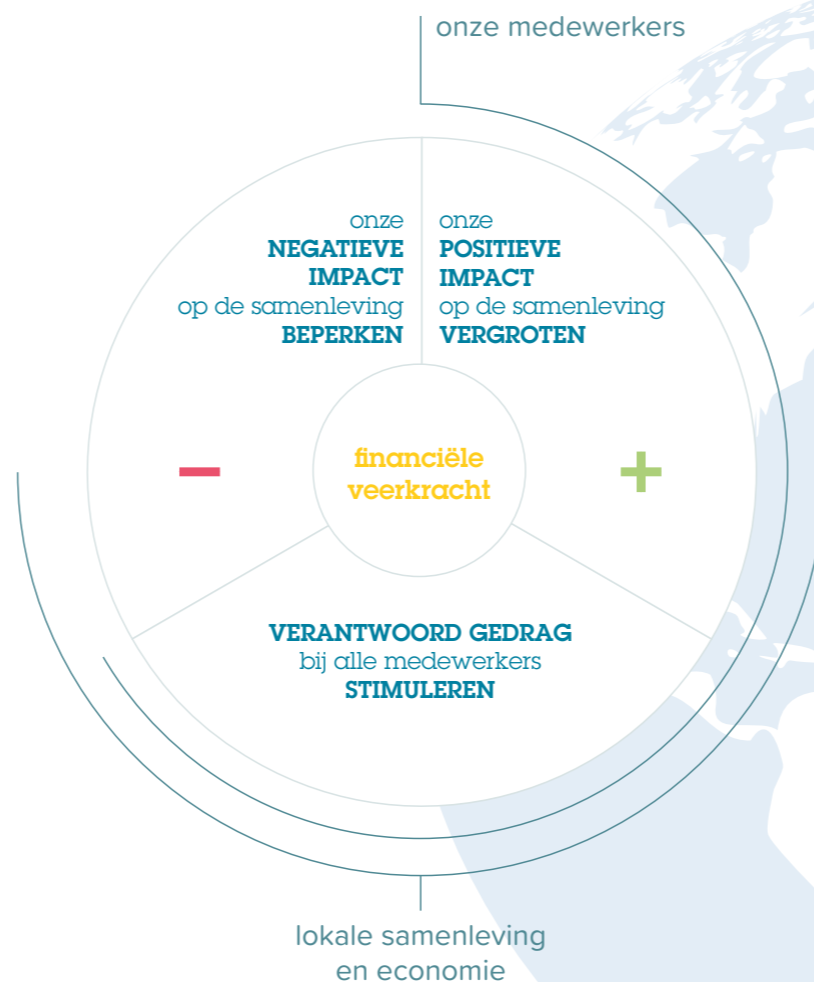 onze medewerkers
onze
NEGATIEVE
IMPACT
op de samenleving
BEPERKEN
onze
POSITIEVE
IMPACT
op de samenleving
VERGROTEN
financiële
veerkracht
VERANTWOORD GEDRAG
bij alle medewerkers
STIMULEREN
lokale samenleving
en economie